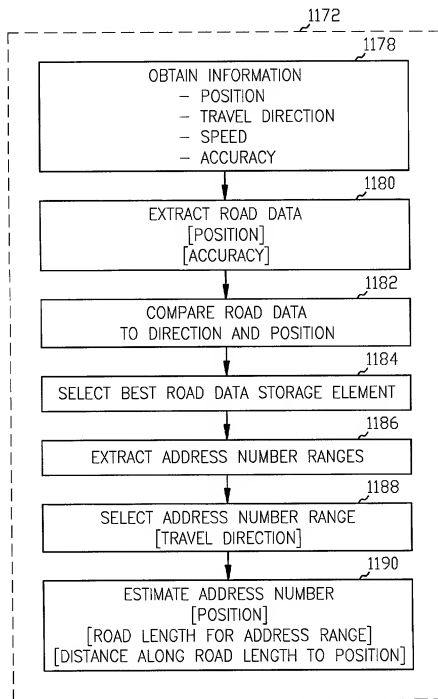 1172
1178
OBTAIN INFORMATION
– POSITION
– TRAVEL DIRECTION
– SPEED
– ACCURACY
1180
EXTRACT ROAD DATA
[POSITION]
[ACCURACY]
1182
COMPARE ROAD DATA
TO DIRECTION AND POSITION
1184
SELECT BEST ROAD DATA STORAGE ELEMENT
1186
EXTRACT ADDRESS NUMBER RANGES
1188
SELECT ADDRESS NUMBER RANGE
[TRAVEL DIRECTION]
1190
ESTIMATE ADDRESS NUMBER
[POSITION]
[ROAD LENGTH FOR ADDRESS RANGE]
[DISTANCE ALONG ROAD LENGTH TO POSITION]